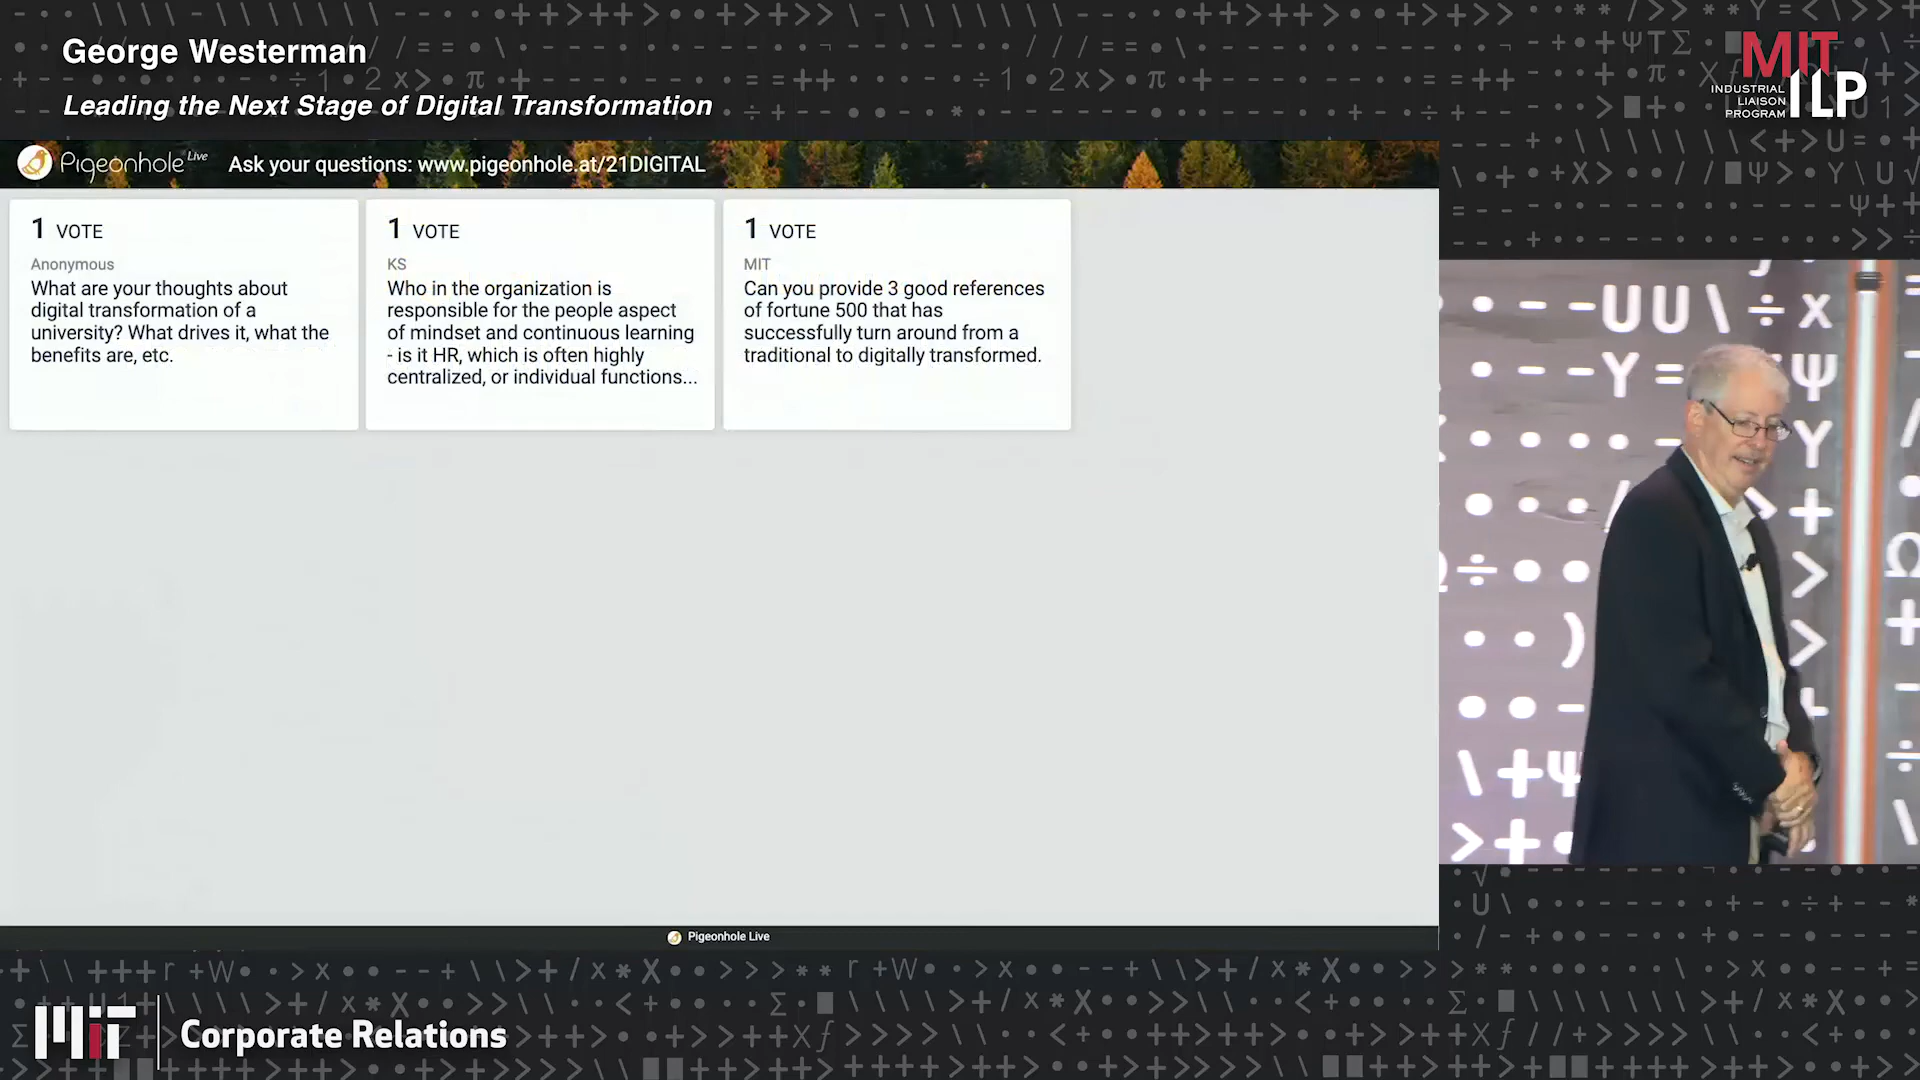 George Westerman
Leading the Next Stage of Digital Transformation
MIT
ILP
INDUSTRIAL
LIAISON
PROGRAM
Pigeonhole Live
Ask your questions: www.pigeonhole.at/21DIGITAL
1 VOTE
Anonymous
What are your thoughts about
digital transformation of a
university? What drives it, what the
benefits are, etc.
1 VOTE
KS
Who in the organization is
responsible for the people aspect
of mindset and continuous learning
- is it HR, which is often highly
centralized, or individual functions...
1 VOTE
MIT
Can you provide 3 good references
of fortune 500 that has
successfully turn around from a
traditional to digitally transformed.
Pigeonhole Live
MIT
Corporate Relations